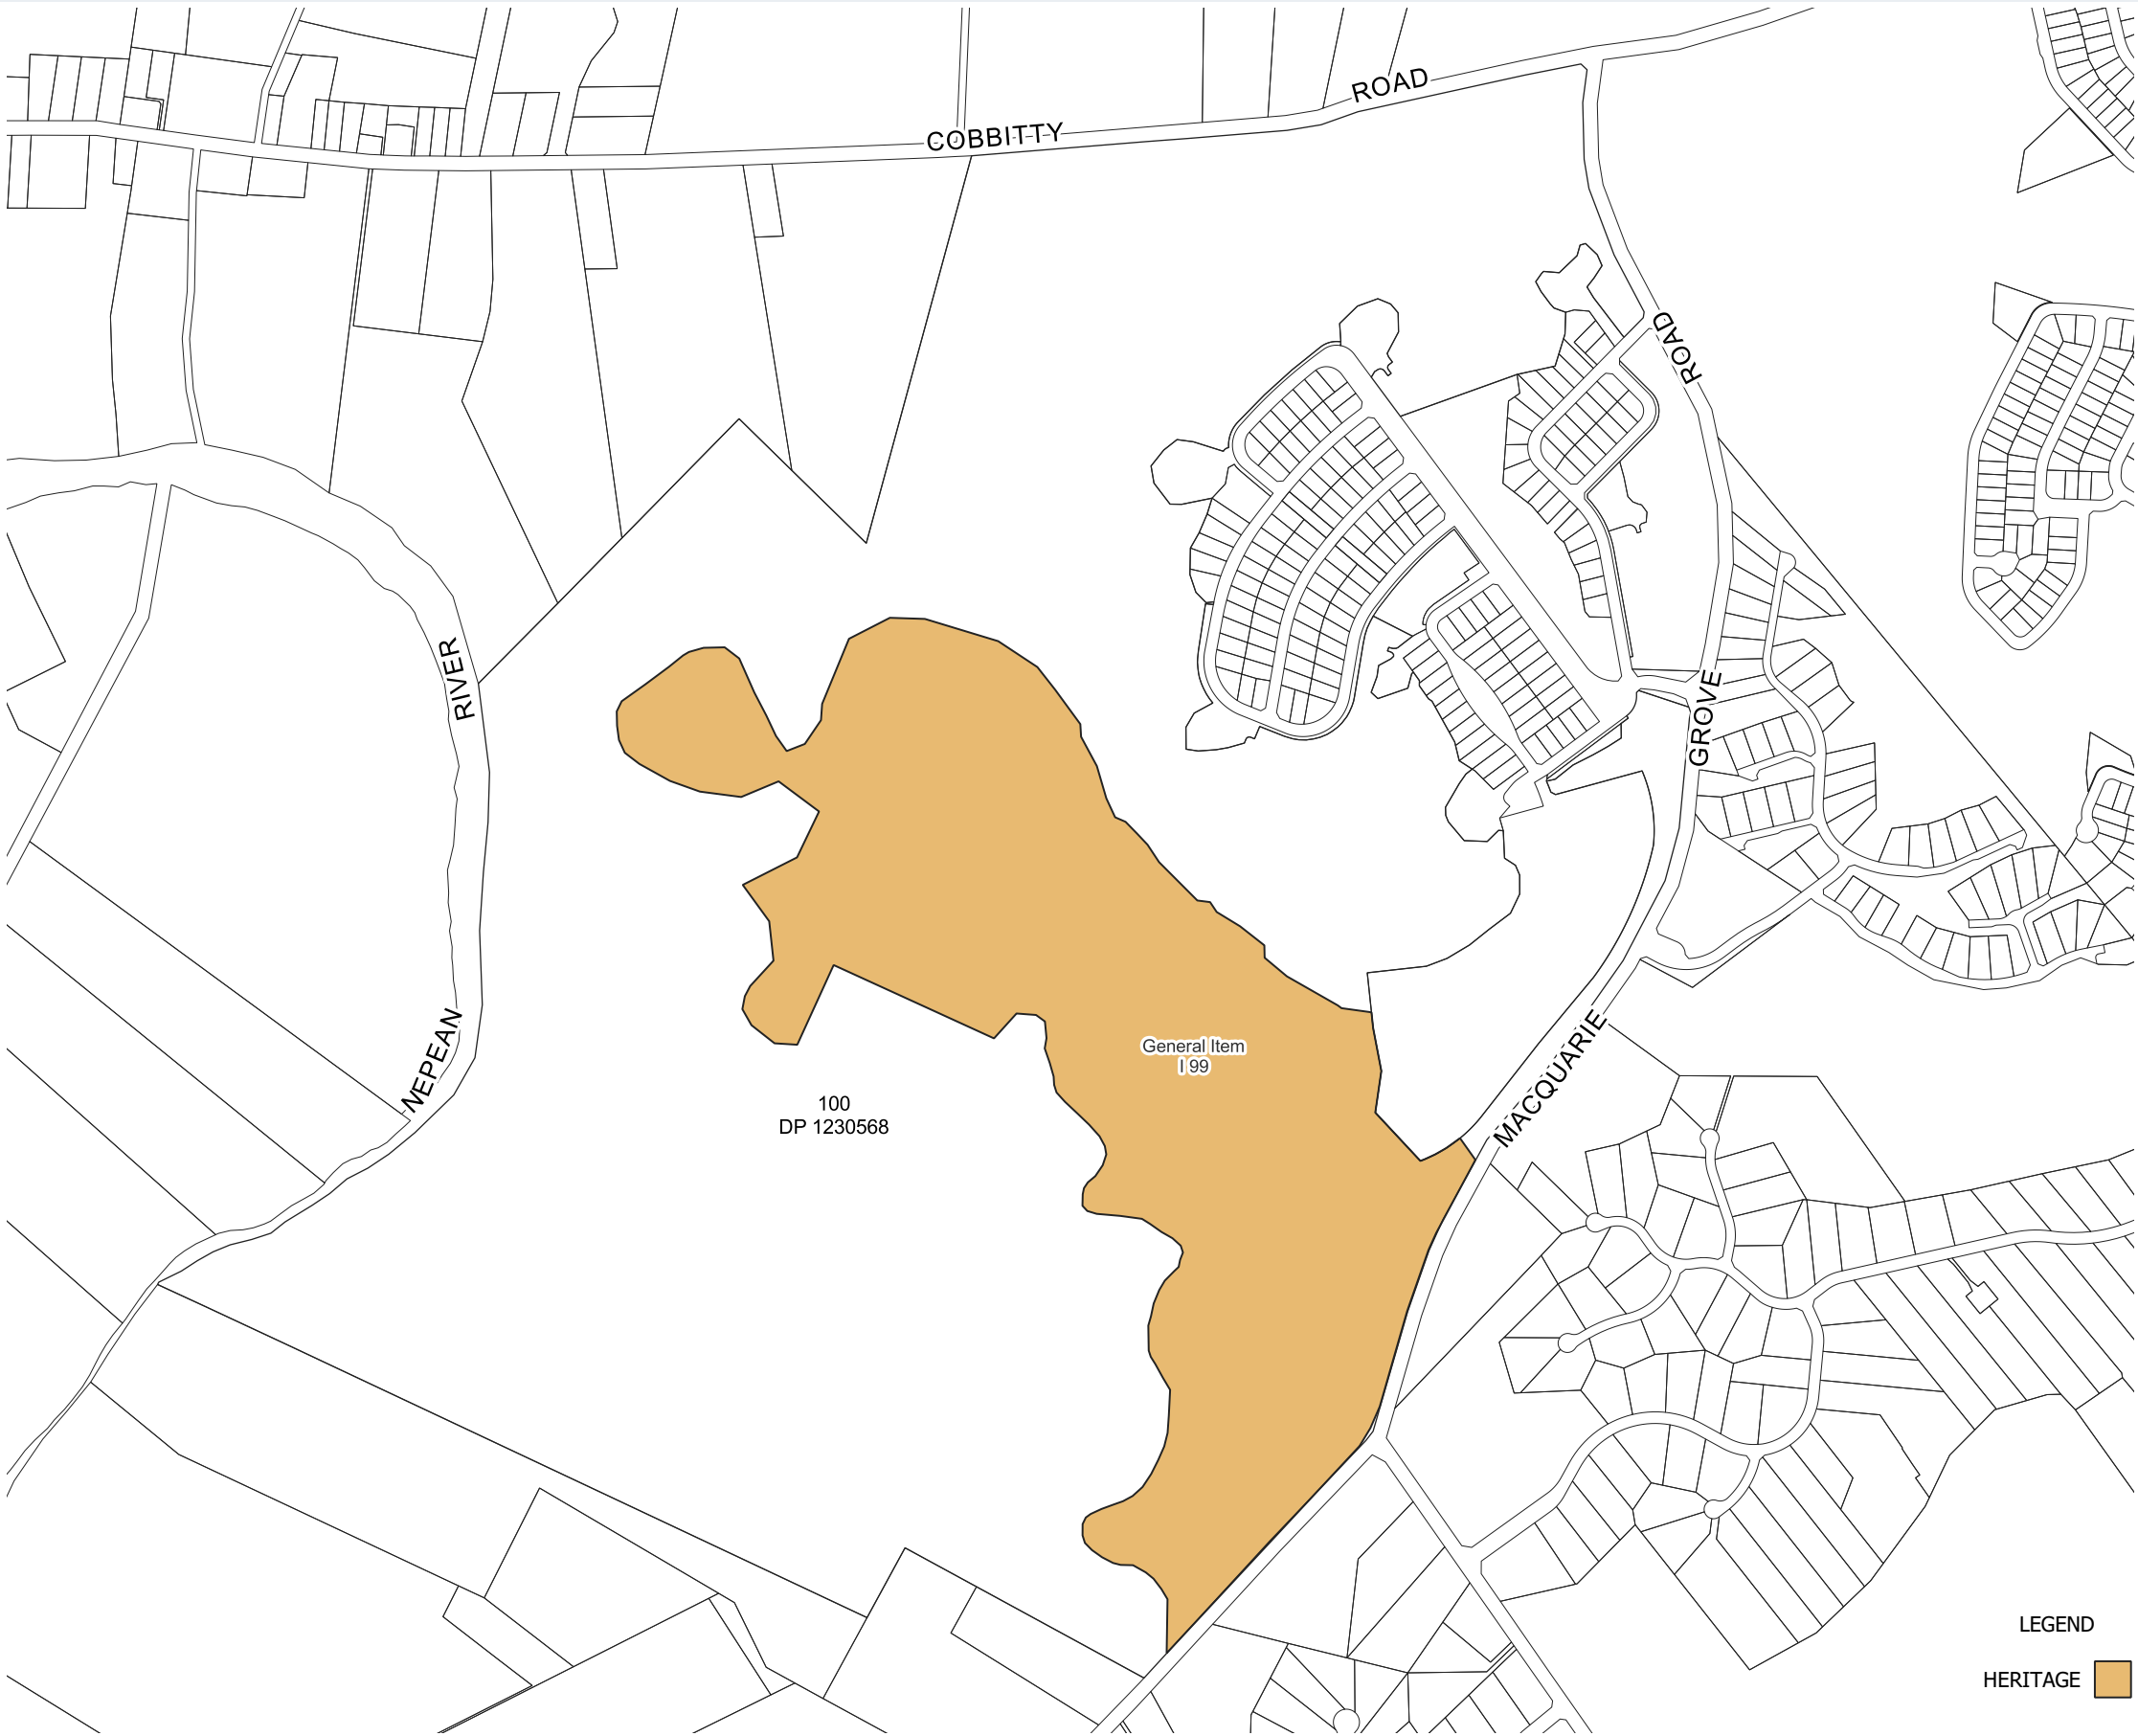 ROAD
COBBITTY
ROAD
RIVER
GROVE
NEPEAN
MACQUARIE
General Item
I 99
100
DP 1230568
LEGEND
HERITAGE